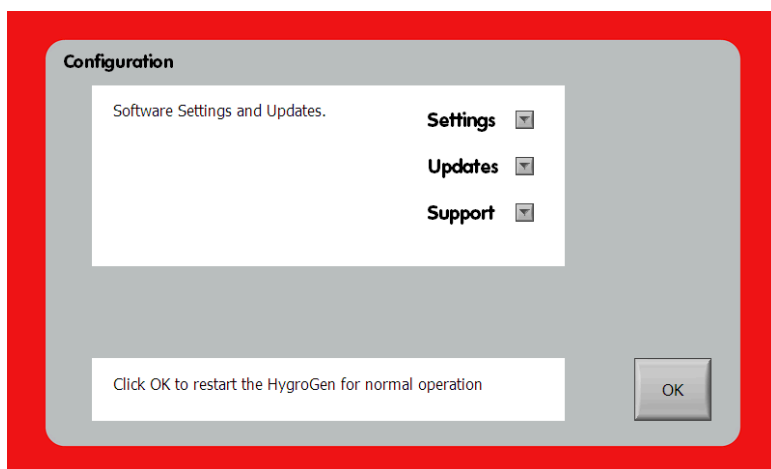 Configuration
Software Settings and Updates.
Settings
Updates
Support
Click OK to restart the HygroGen for normal operation
OK